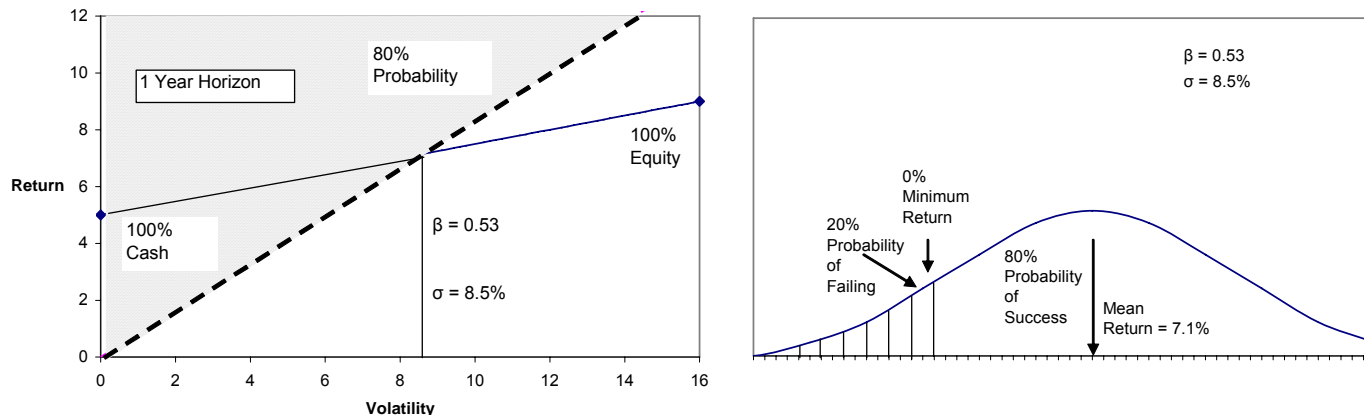 12
10
8
6
4
2
0
Return
1 Year Horizon
80%
Probability
100%
Equity
100%
Cash
β = 0.53
σ = 8.5%
0 2 4 6 8 10 12 14 16
Volatility
β = 0.53
σ = 8.5%
0%
Minimum
Return
20%
Probability
of
Failing
80%
Probability
of
Success
Mean
Return = 7.1%